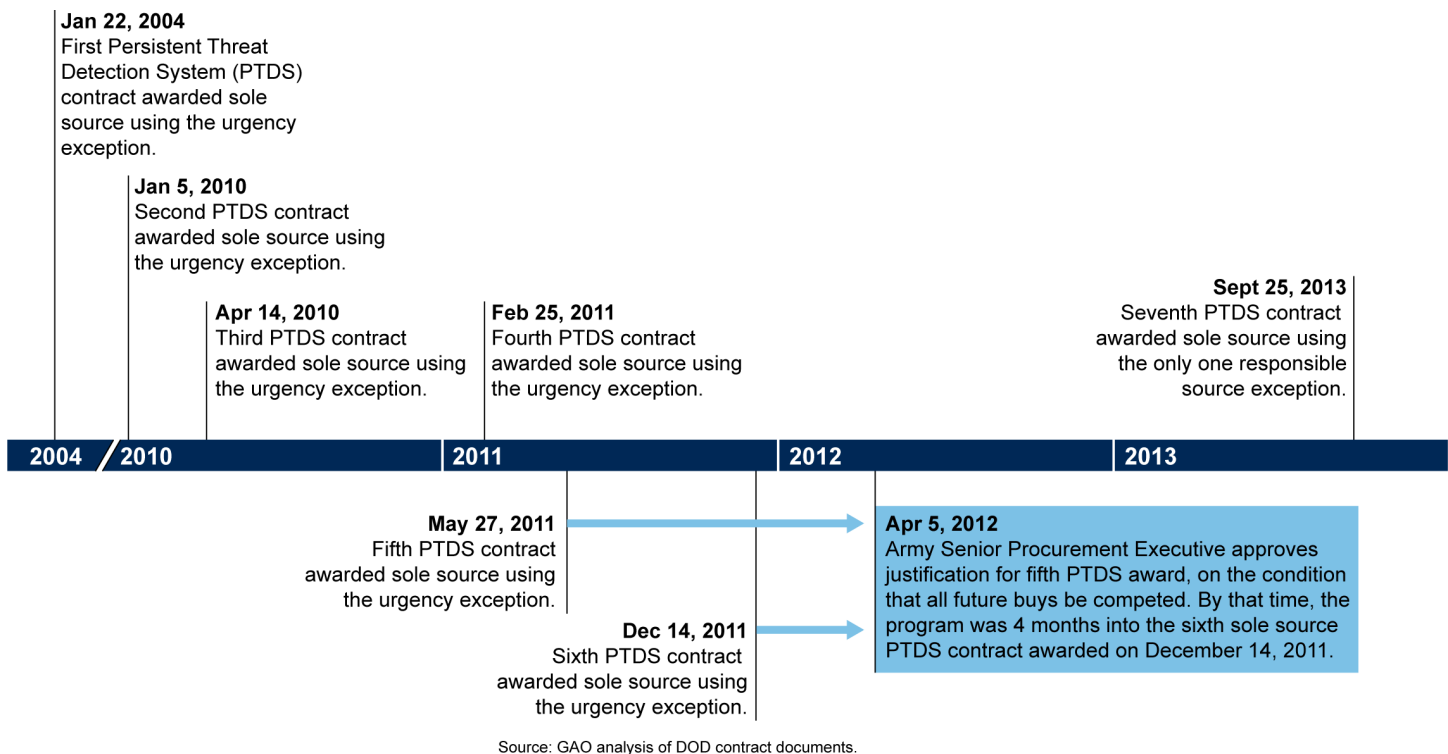 Jan 22, 2004
First Persistent Threat
Detection System (PTDS)
contract awarded sole
source using the urgency
exception.
Jan 5, 2010
Second PTDS contract
awarded sole source using
the urgency exception.
Apr 14, 2010
Third PTDS contract
awarded sole source using
the urgency exception.
Feb 25, 2011
Fourth PTDS contract
awarded sole source using
the urgency exception.
Sept 25, 2013
Seventh PTDS contract
awarded sole source using
the only one responsible
source exception.
2004
2010
2011
2012
2013
May 27, 2011
Fifth PTDS contract
awarded sole source using
the urgency exception.
Dec 14, 2011
Sixth PTDS contract
awarded sole source using
the urgency exception.
Apr 5, 2012
Army Senior Procurement Executive approves
justification for fifth PTDS award, on the condition
that all future buys be competed. By that time, the
program was 4 months into the sixth sole source
PTDS contract awarded on December 14, 2011.
Source: GAO analysis of DOD contract documents.